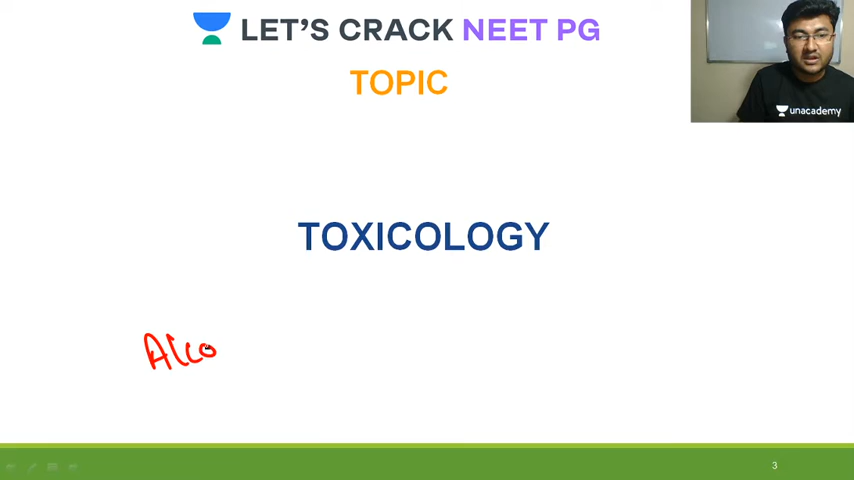 LET'S CRACK NEET PG
TOPIC
unacademy
TOXICOLOGY
Alco
3